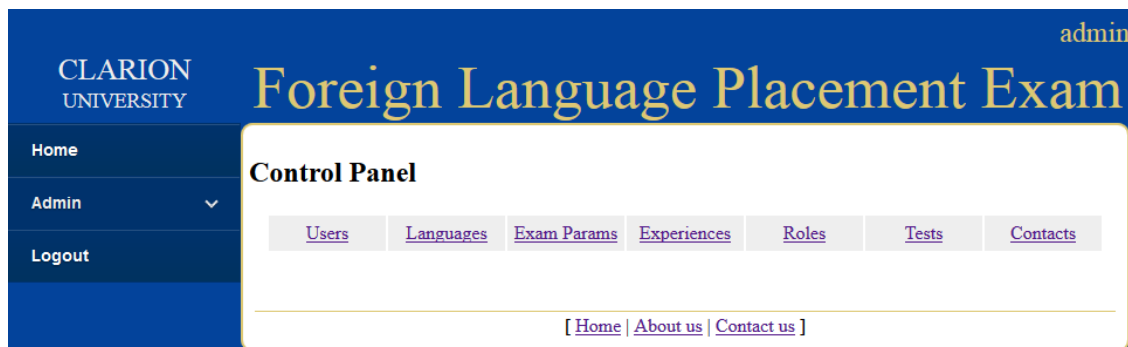 admin
CLARION
UNIVERSITY
Foreign Language Placement Exam
Home
Admin
Logout
Control Panel
Users Languages Exam Params Experiences Roles Tests Contacts
[ Home | About us | Contact us ]